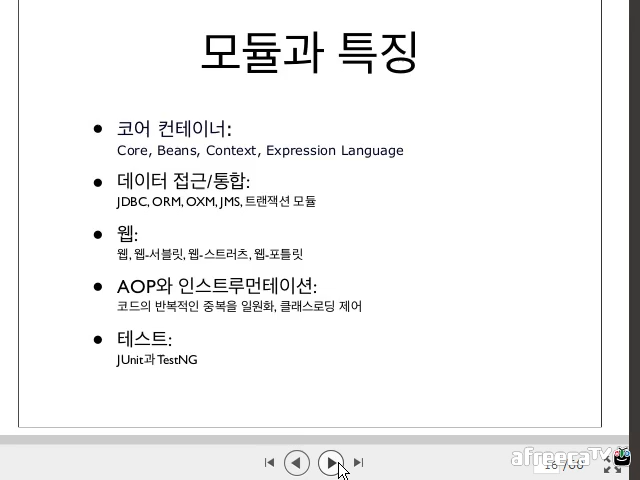 모듈과 특징
• 코어 컨테이너:
Core, Beans, Context, Expression Language
• 데이터 접근/통합:
JDBC, ORM, OXM, JMS, 트랜잭션 모듈
• 웹:
웹, 웹-서블릿, 웹-스트러츠, 웹-포틀릿
• AOP와 인스트루먼테이션:
코드의 반복적인 중복을 일원화, 클래스로딩 제어
• 테스트:
JUnit과 TestNG
afreecaTV